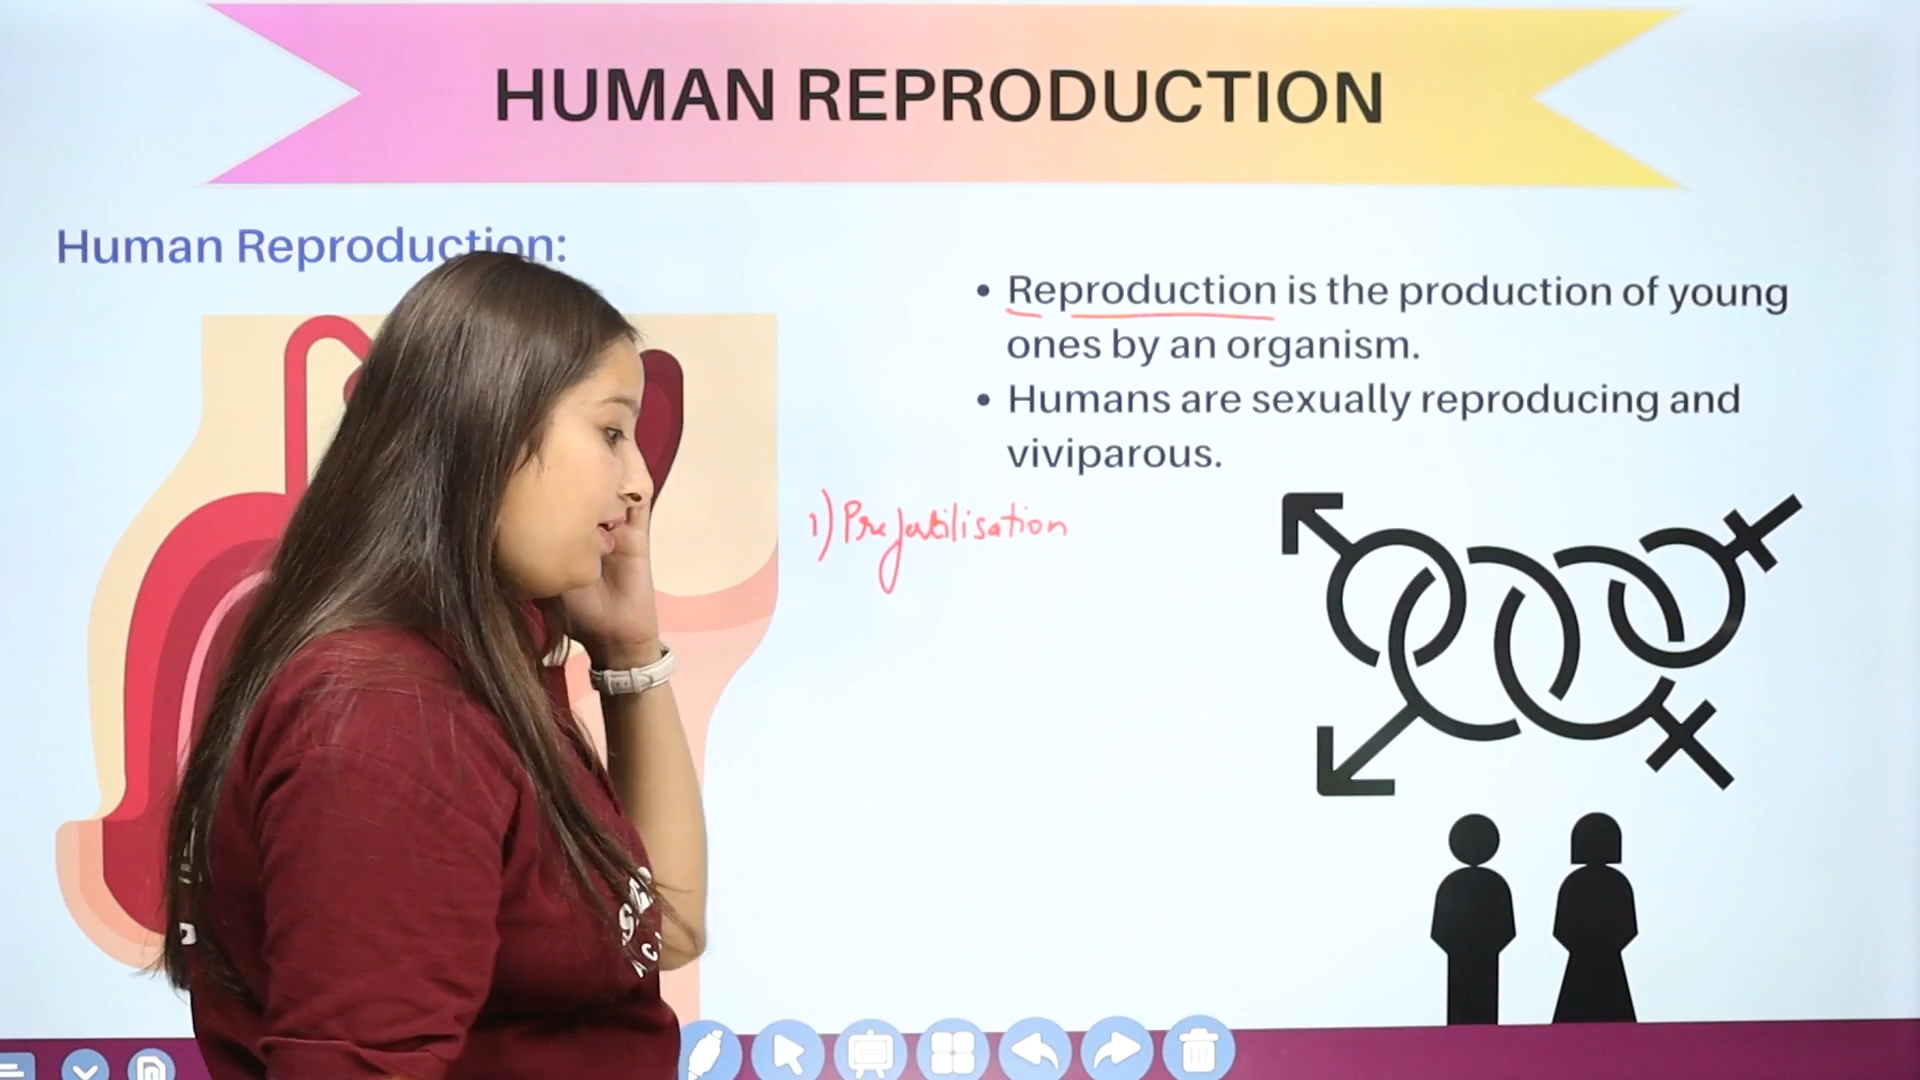 HUMAN REPRODUCTION
Human Reproduction:
• Reproduction is the production of young
ones by an organism.
• Humans are sexually reproducing and
viviparous.
1) Pre fertilisation